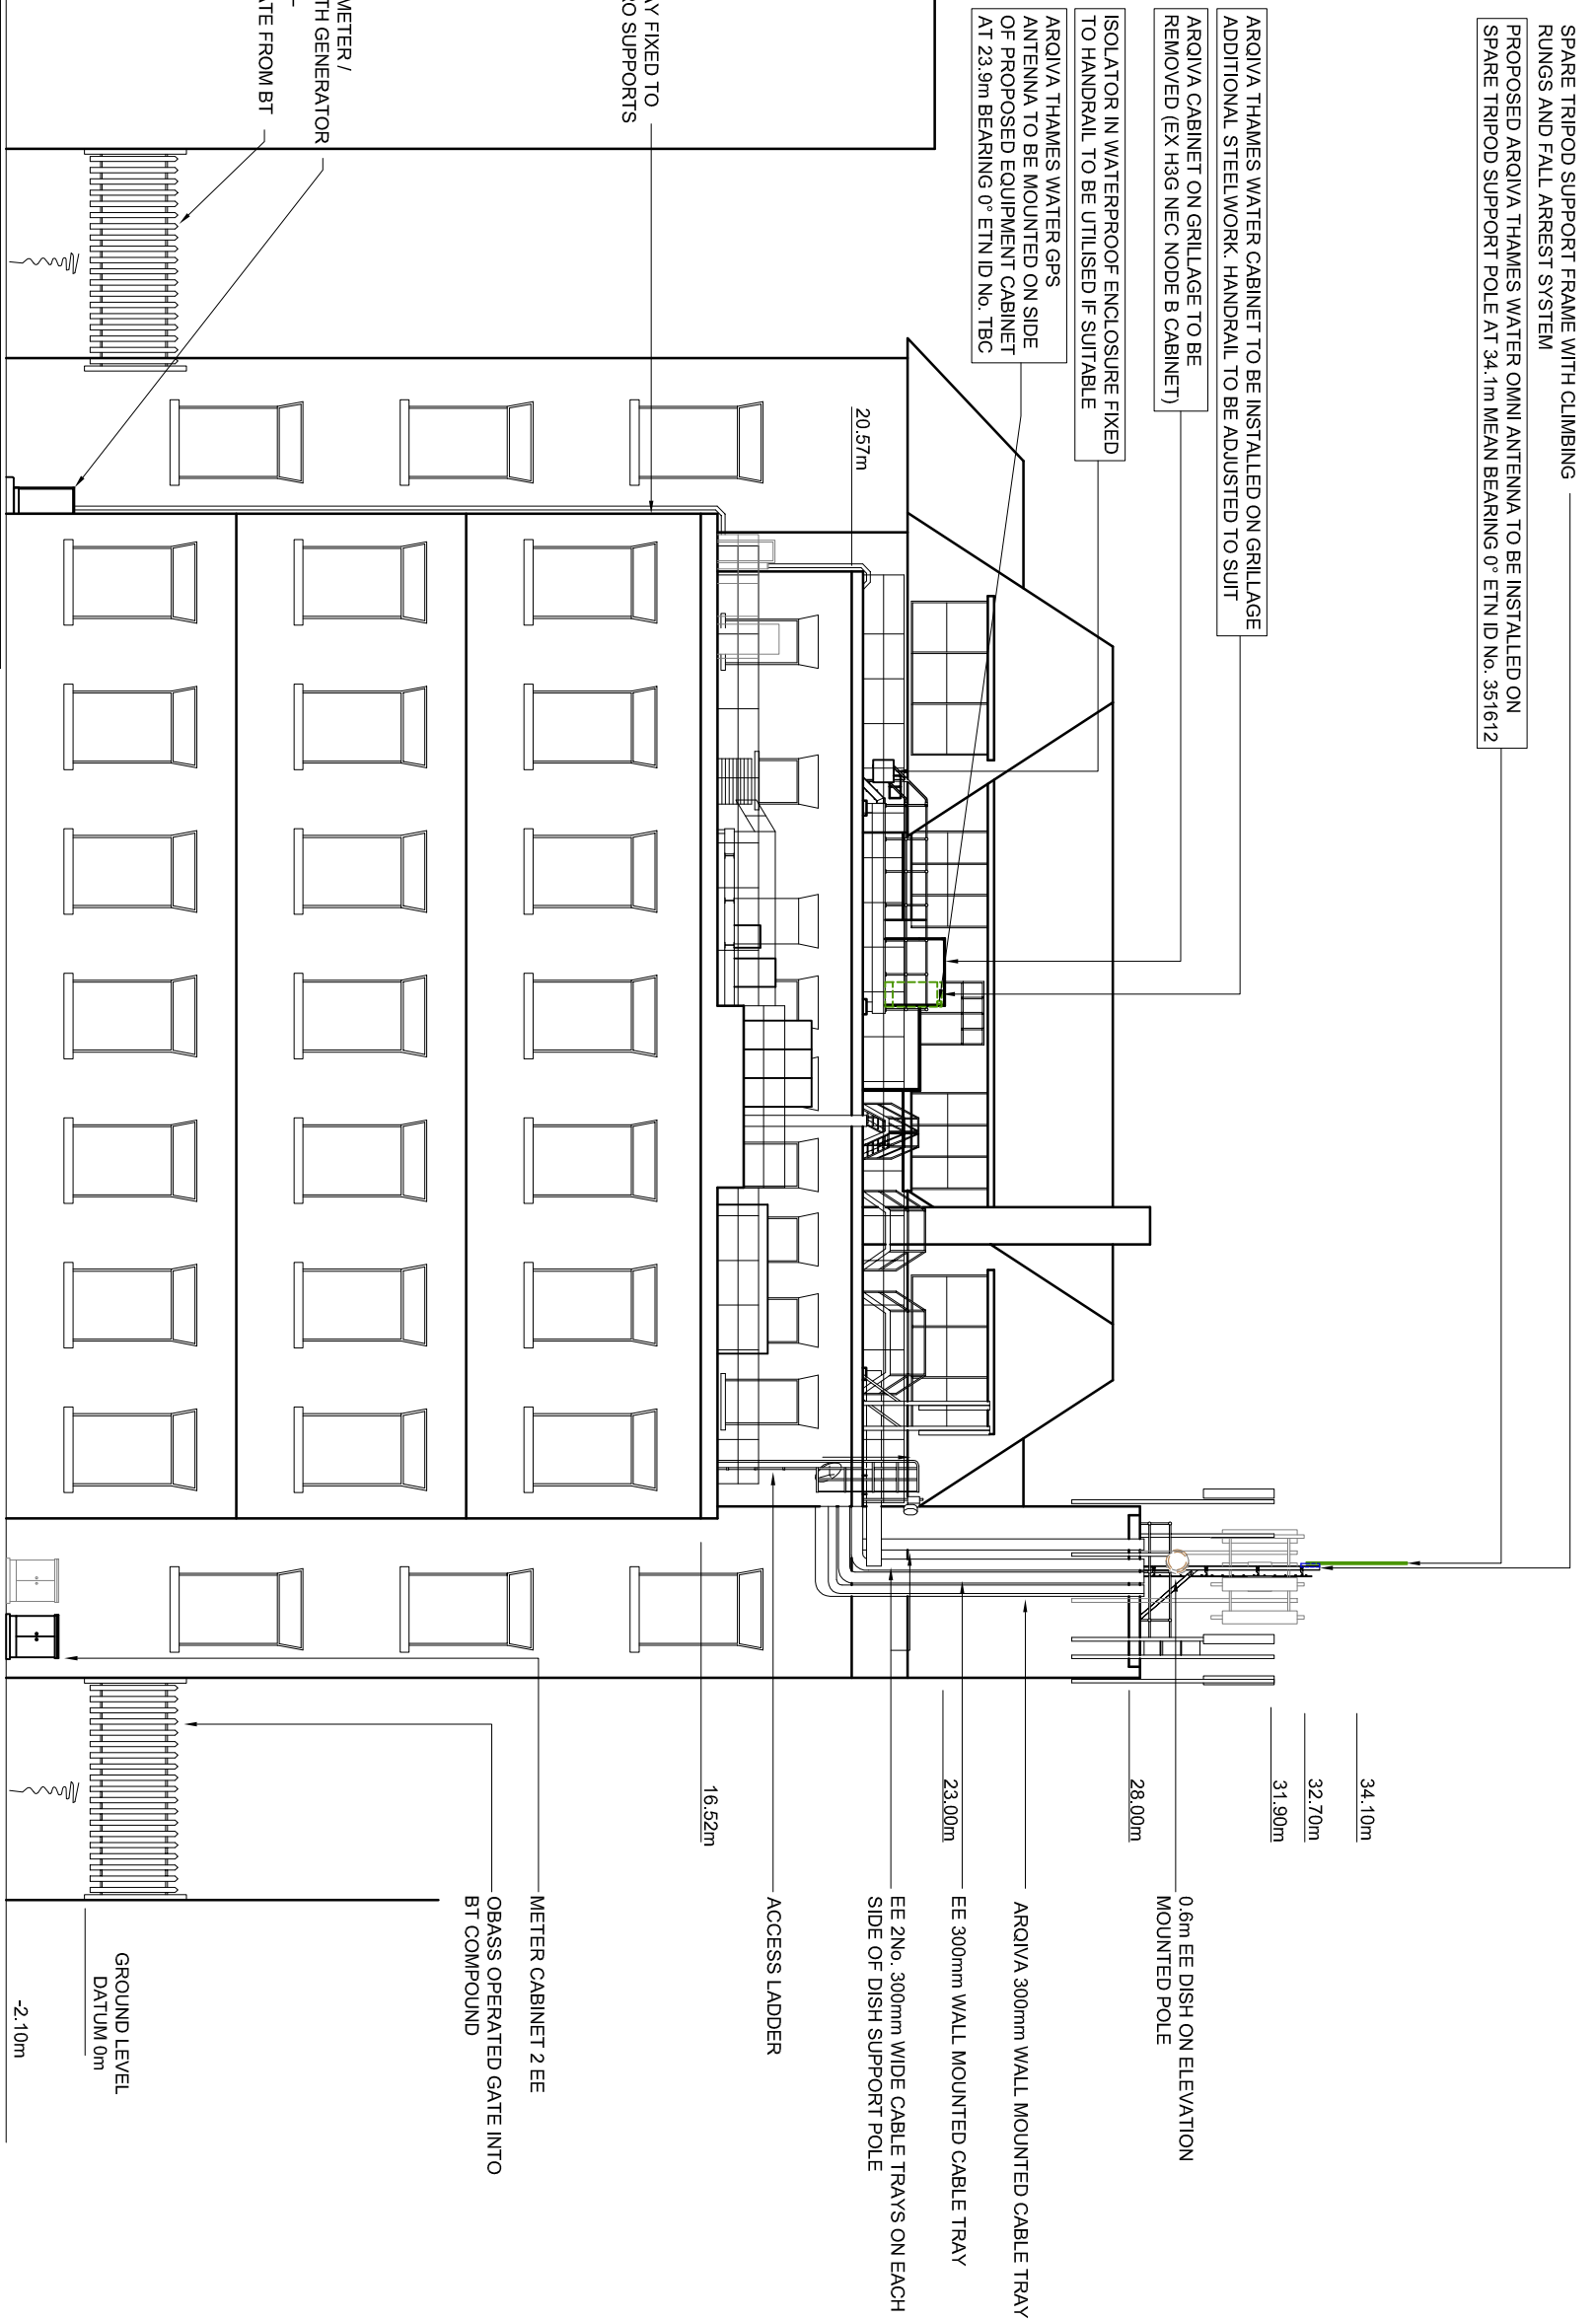 SPARE TRIPOD SUPPORT FRAME WITH CLIMBING
RUNGS AND FALL ARREST SYSTEM
PROPOSED ARQIVA THAMES WATER OMNI ANTENNA TO BE INSTALLED ON
SPARE TRIPOD SUPPORT POLE AT 34.1m MEAN BEARING 0° ETN ID No. 351612
ARQIVA THAMES WATER CABINET TO BE INSTALLED ON GRILLAGE
ADDITIONAL STEELWORK. HANDRAIL TO BE ADJUSTED TO SUIT
ARQIVA CABINET ON GRILLAGE TO BE
REMOVED (EX H3G NEC NODE B CABINET)
ISOLATOR IN WATERPROOF ENCLOSURE FIXED
TO HANDRAIL TO BE UTILISED IF SUITABLE
ARQIVA THAMES WATER GPS
ANTENNA TO BE MOUNTED ON SIDE
OF PROPOSED EQUIPMENT CABINET
AT 23.9m BEARING 0° ETN ID No. TBC
20.57m
AY FIXED TO
RO SUPPORTS
METER /
TH GENERATOR
ATE FROM BT
34.10m
32.70m
31.90m
28.00m
23.00m
16.52m
0.6m EE DISH ON ELEVATION
MOUNTED POLE
ARQIVA 300mm WALL MOUNTED CABLE TRAY
EE 300mm WALL MOUNTED CABLE TRAY
EE 2No. 300mm WIDE CABLE TRAYS ON EACH
SIDE OF DISH SUPPORT POLE
ACCESS LADDER
METER CABINET 2 EE
OBASS OPERATED GATE INTO
BT COMPOUND
GROUND LEVEL
DATUM 0m
-2.10m